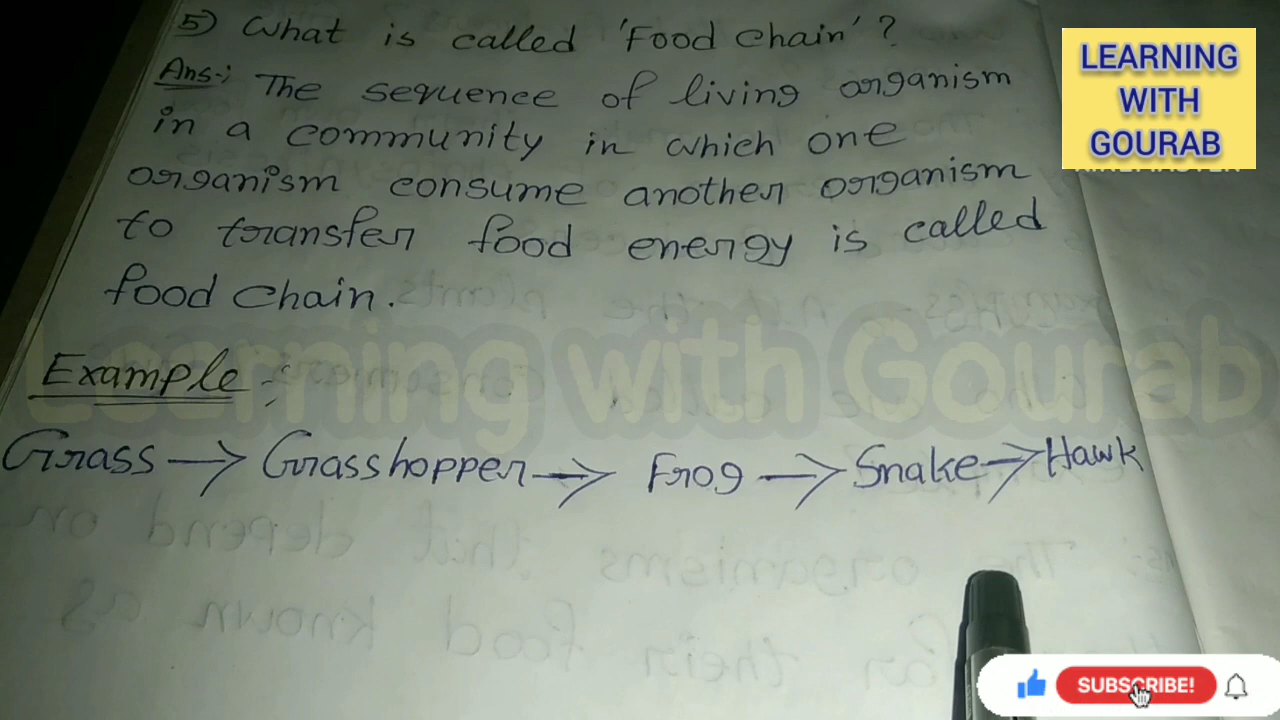 5) What is called 'Food chain'?
Ans:- The sequence of living organism
in a community in which one
organism consume another organism
to transfer food energy is called
food chain.
Example :-
Grass → Grasshopper → Frog → Snake → Hawk
LEARNING
WITH
GOURAB
KINEMASTER
Learning with Gourab
SUBSCRIBE!